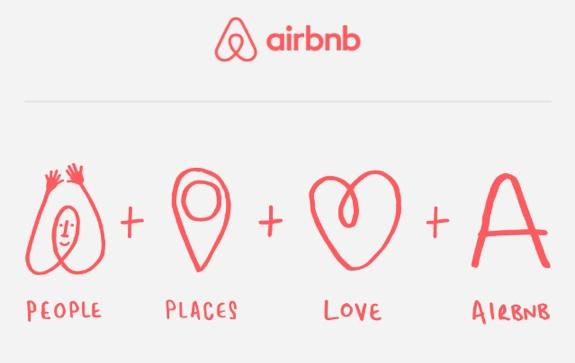 airbnb
+ + + A
PEOPLE PLACES LOVE AIRBNB